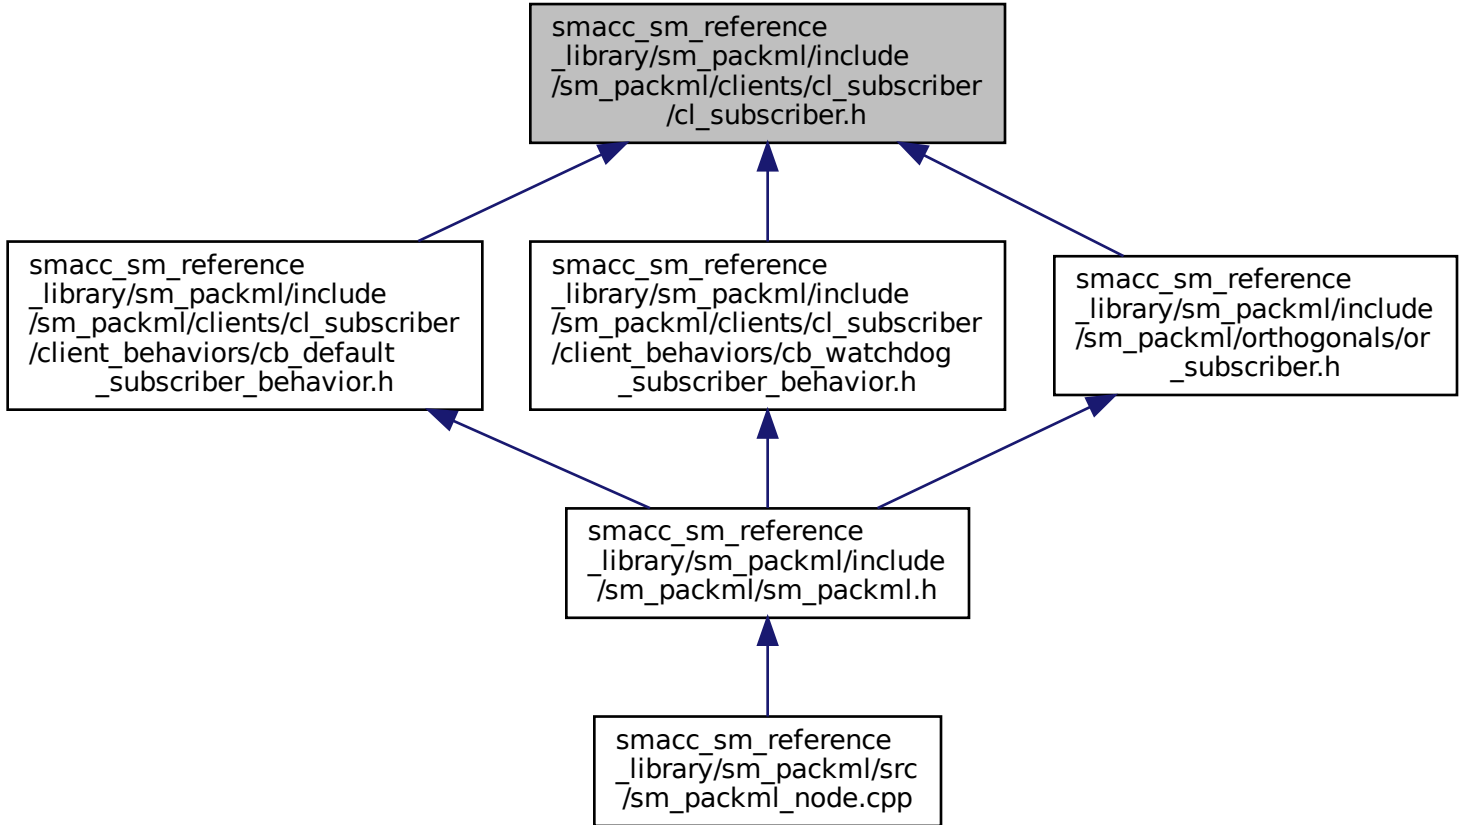 smacc_sm_reference
_library/sm_packml/include
/sm_packml/clients/cl_subscriber
/cl_subscriber.h
smacc_sm_reference
_library/sm_packml/include
/sm_packml/clients/cl_subscriber
/client_behaviors/cb_default
_subscriber_behavior.h
smacc_sm_reference
_library/sm_packml/include
/sm_packml/clients/cl_subscriber
/client_behaviors/cb_watchdog
_subscriber_behavior.h
smacc_sm_reference
_library/sm_packml/include
/sm_packml/orthogonals/or
_subscriber.h
smacc_sm_reference
_library/sm_packml/include
/sm_packml/sm_packml.h
smacc_sm_reference
_library/sm_packml/src
/sm_packml_node.cpp